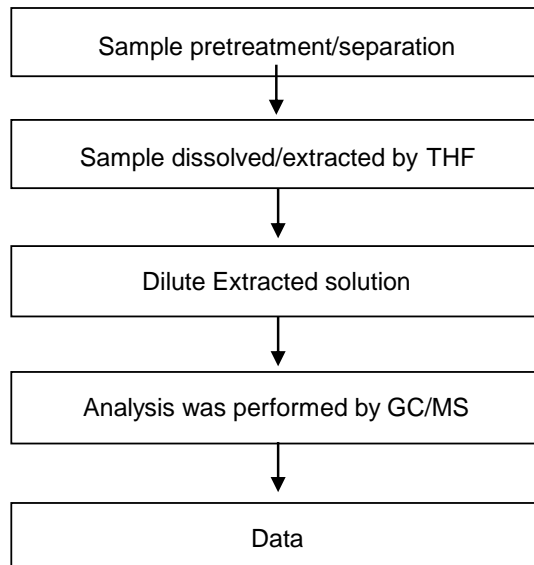 Sample pretreatment/separation
Sample dissolved/extracted by THF
Dilute Extracted solution
Analysis was performed by GC/MS
Data